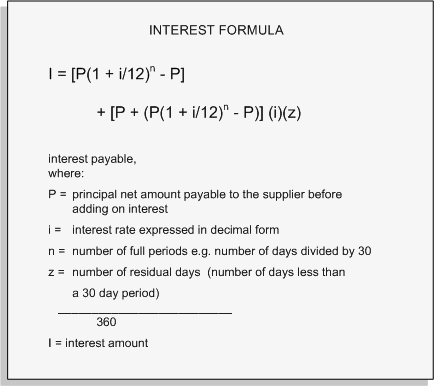 INTEREST FORMULA
I = [P(1 + i/12)ⁿ - P]
+ [P + (P(1 + i/12)ⁿ - P)] (i)(z)
interest payable,
where:
P = principal net amount payable to the supplier before
adding on interest
i = interest rate expressed in decimal form
n = number of full periods e.g. number of days divided by 30
z = number of residual days (number of days less than
a 30 day period)
360
I = interest amount